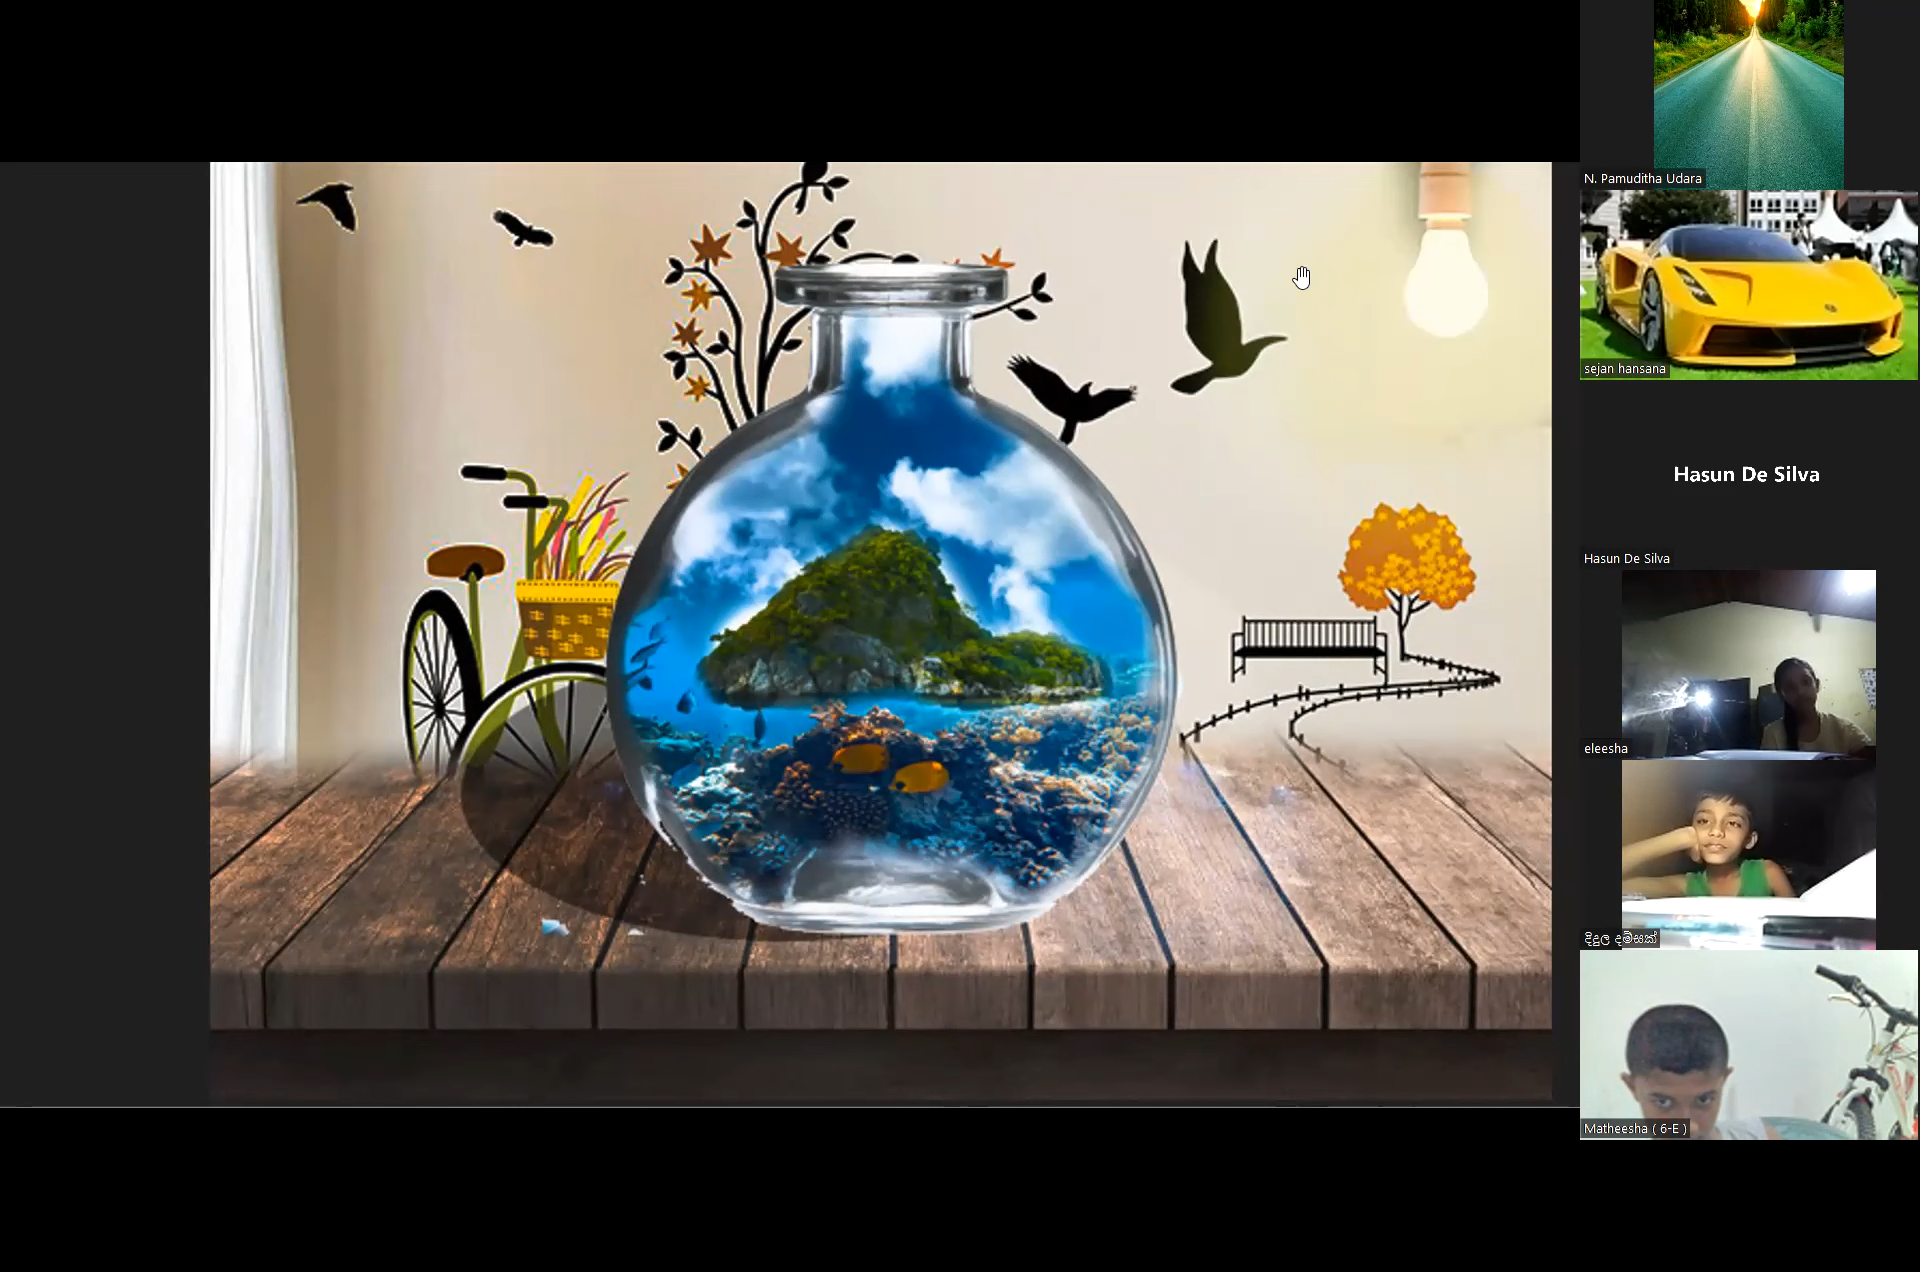 N. Pamuditha Udara
sejan hansana
Hasun De Silva
Hasun De Silva
eleesha
දිදුල දම්සක්
Matheesha ( 6-E )